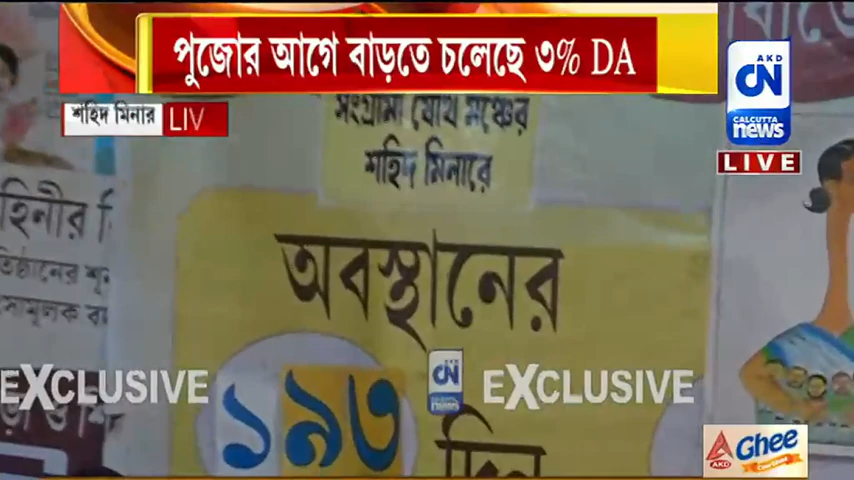 পুজোর আগে বাড়তে চলেছে ৩% DA
AKD
CN
CALCUTTA
news
LIVE
শহিদ মিনার LIV
সংগ্রামী যৌথ মঞ্চের
শহিদ মিনারে
অবস্থানের
১৯৩
দিন
EXCLUSIVE
CN
EXCLUSIVE
AKD
Ghee